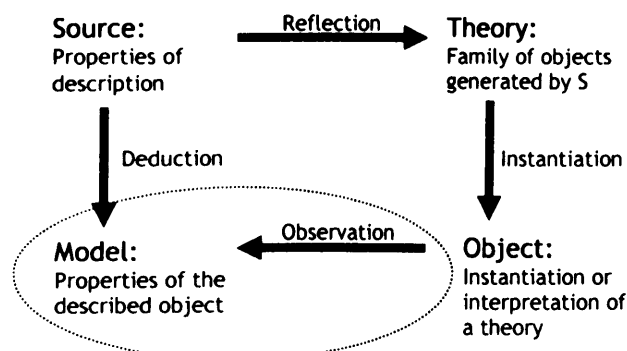 Source:
Properties of
description
Reflection
Theory:
Family of objects
generated by S
Deduction
Instantiation
Model:
Properties of the
described object
Observation
Object:
Instantiation or
interpretation of
a theory